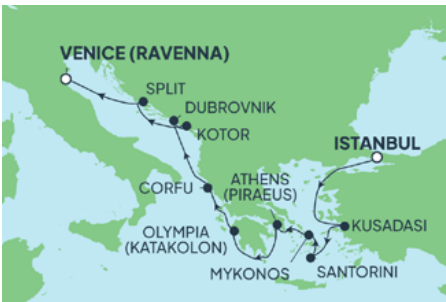 VENICE (RAVENNA)
SPLIT
DUBROVNIK
KOTOR
ISTANBUL
ATHENS
(PIRAEUS)
CORFU
KUSADASI
OLYMPIA
(KATAKOLON)
MYKONOS
SANTORINI